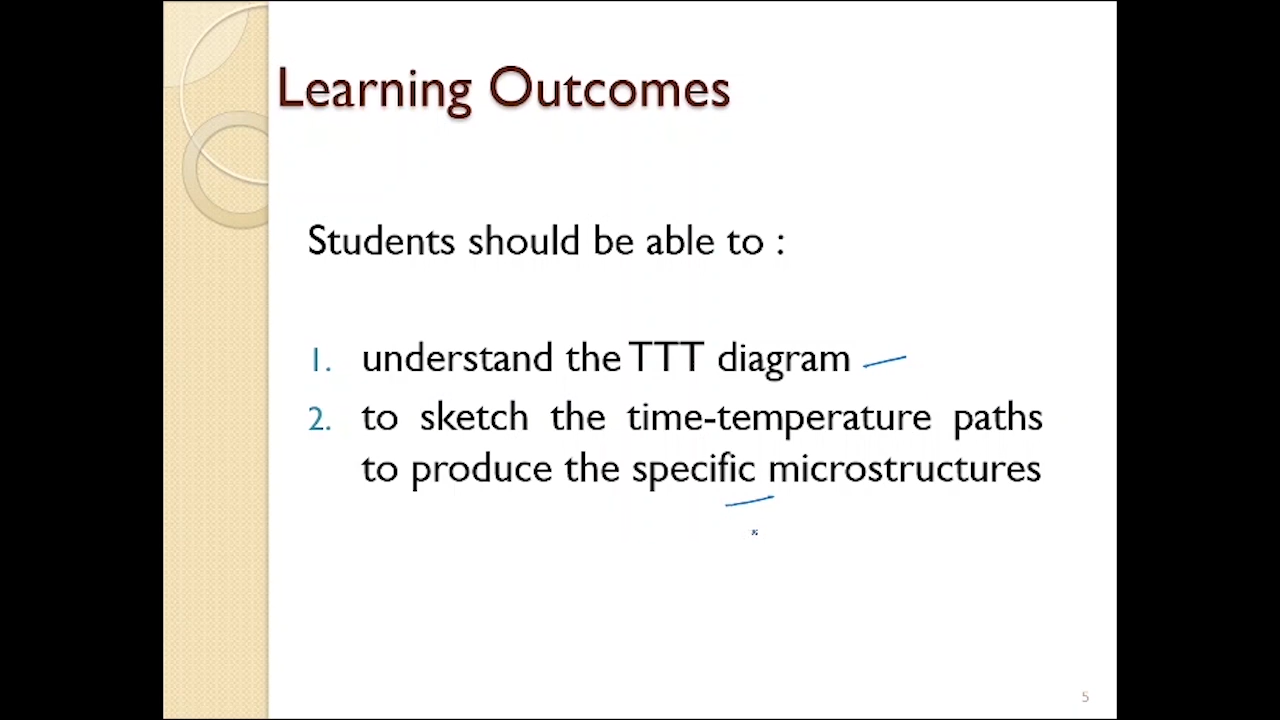 Learning Outcomes
Students should be able to :
1. understand the TTT diagram
2. to sketch the time-temperature paths
to produce the specific microstructures
5